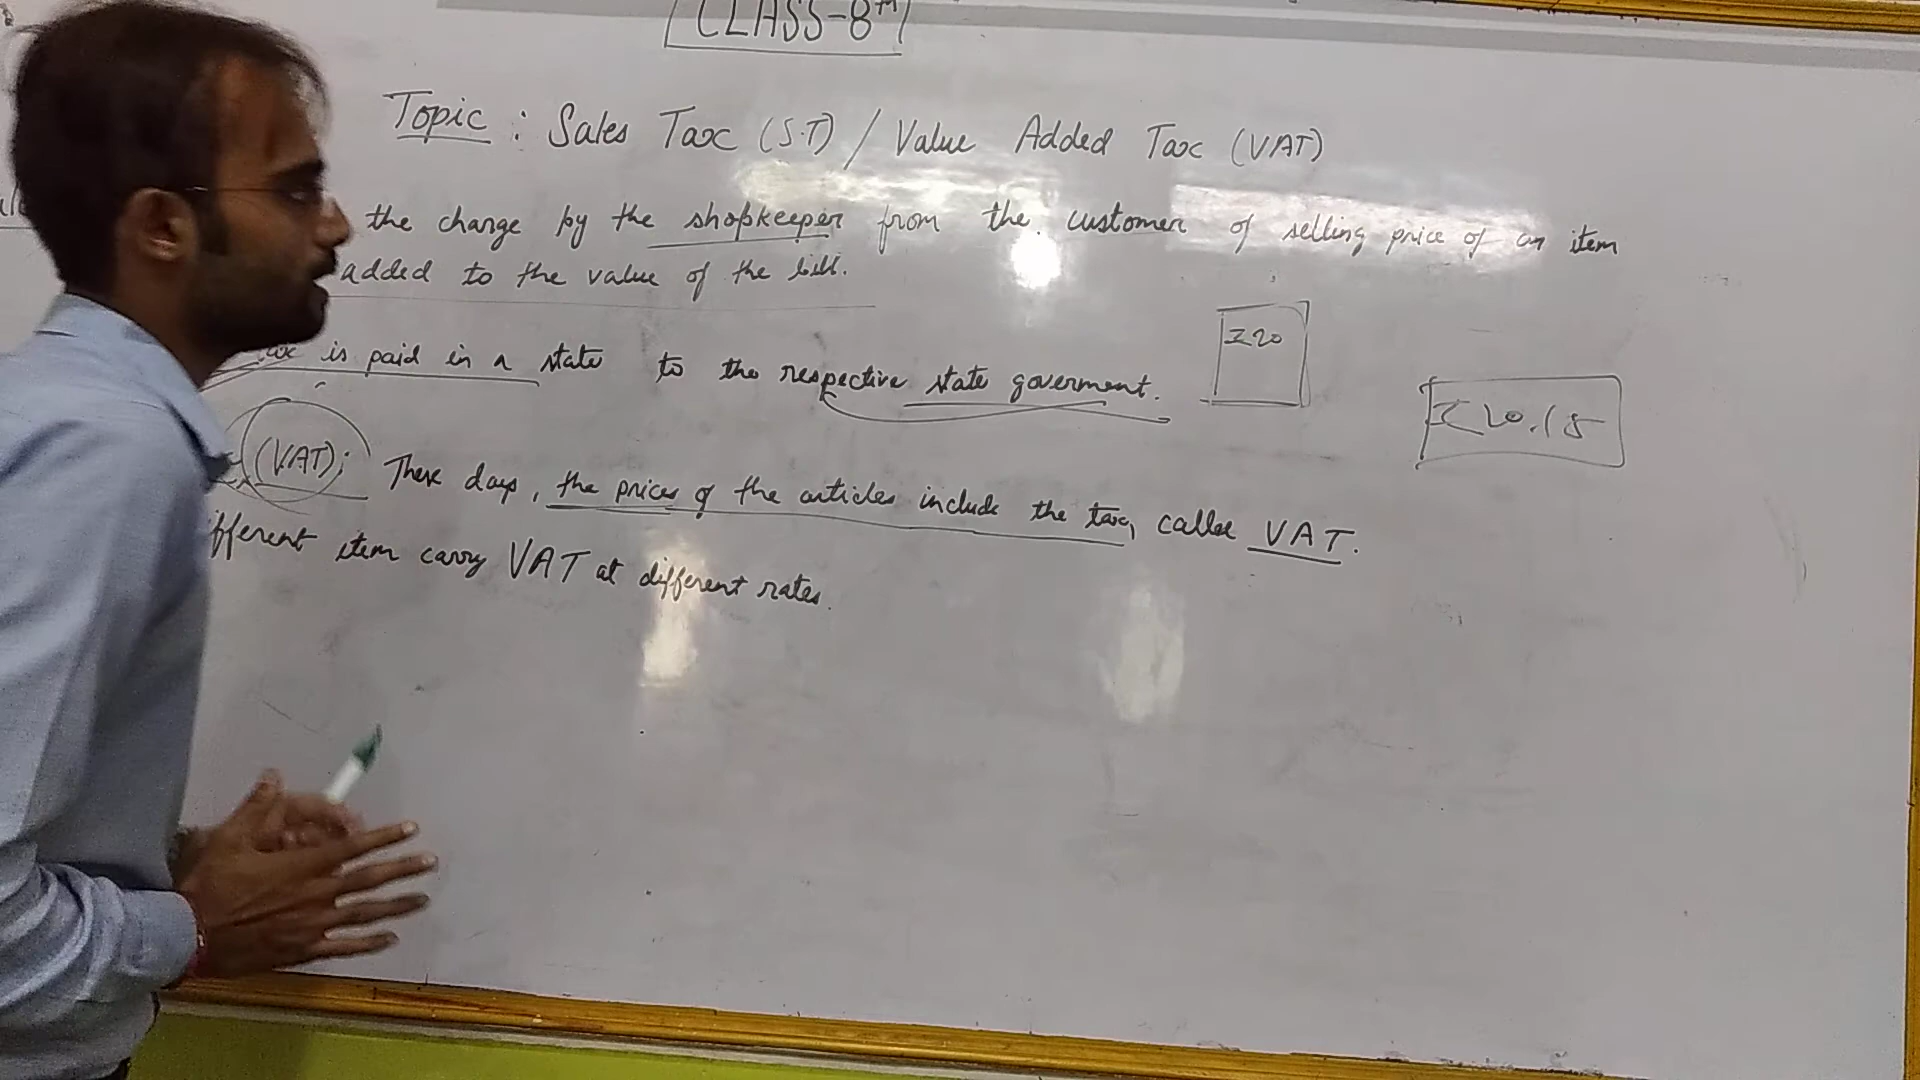 CLASS-8th
Topic : Sales Tax (S.T) / Value Added Tax (VAT)
the charge by the shopkeeper from the customer of selling price of an item
added to the value of the bill.
tax is paid in a state to the respective state goverment.
₹20
₹20.15
(VAT); These days, the prices of the articles include the tax, called VAT.
ifferent item carry VAT at different rates.